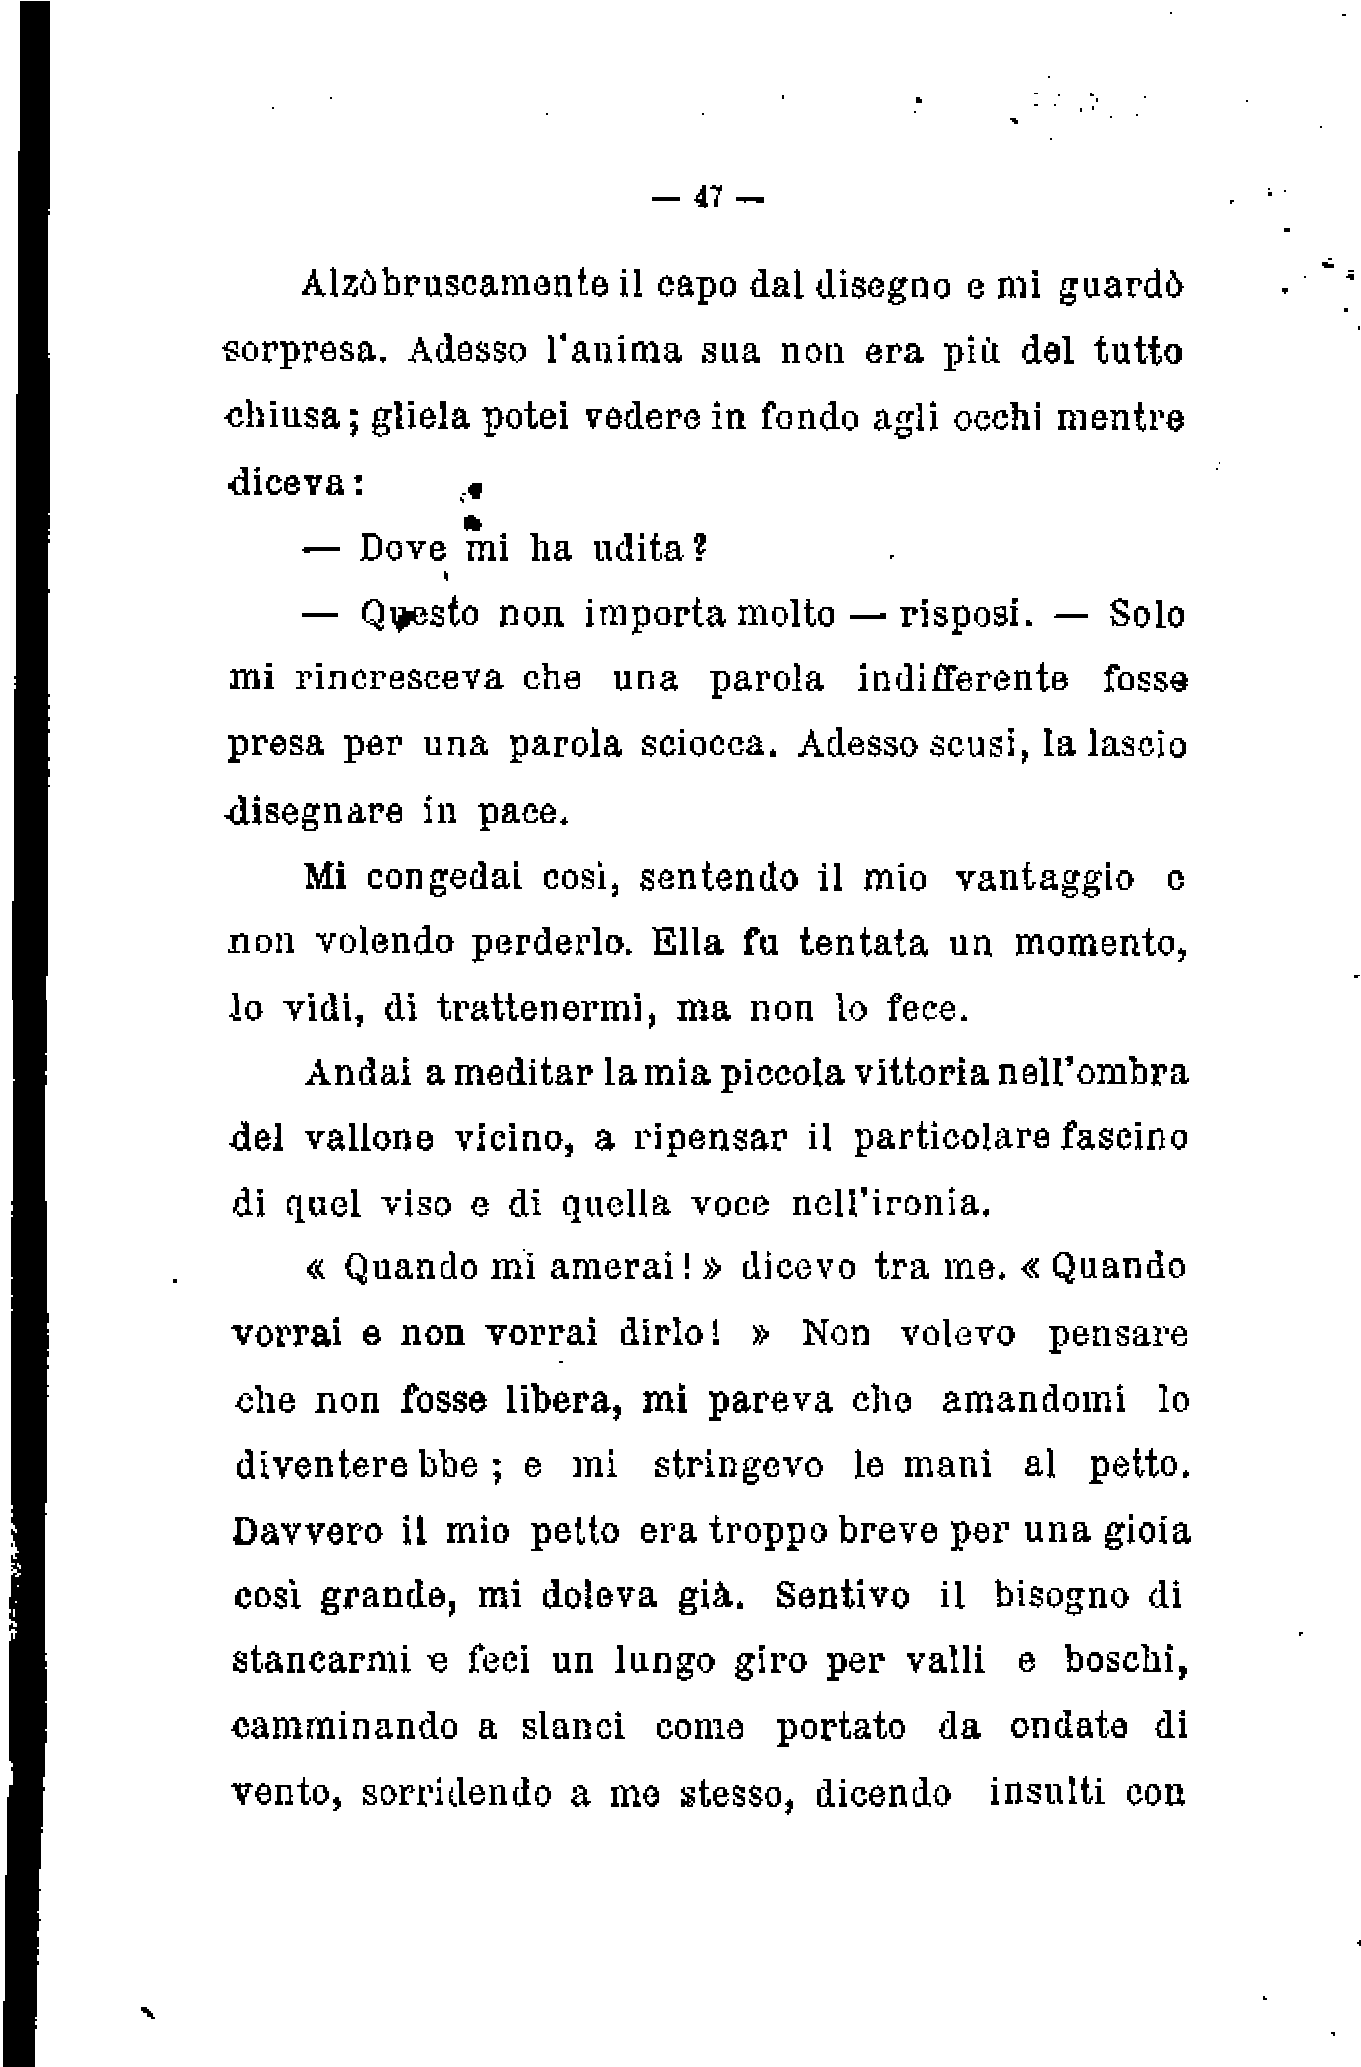 — 47 —
Alzò bruscamente il capo dal disegno e mi guardò
sorpresa. Adesso l'anima sua non era più del tutto
chiusa; gliela potei vedere in fondo agli occhi mentre
diceva:
— Dove mi ha udita?
— Questo non importa molto — risposi. — Solo
mi rincresceva che una parola indifferente fosse
presa per una parola sciocca. Adesso scusi, la lascio
disegnare in pace.
Mi congedai così, sentendo il mio vantaggio e
non volendo perderlo. Ella fu tentata un momento,
lo vidi, di trattenermi, ma non lo fece.
Andai a meditar la mia piccola vittoria nell'ombra
del vallone vicino, a ripensar il particolare fascino
di quel viso e di quella voce nell'ironia.
« Quando mi amerai! » dicevo tra me. « Quando
vorrai e non vorrai dirlo! » Non volevo pensare
che non fosse libera, mi pareva che amandomi lo
diventerebbe; e mi stringevo le mani al petto.
Davvero il mio petto era troppo breve per una gioia
così grande, mi doleva già. Sentivo il bisogno di
stancarmi e feci un lungo giro per valli e boschi,
camminando a slanci come portato da ondate di
vento, sorridendo a me stesso, dicendo insulti con